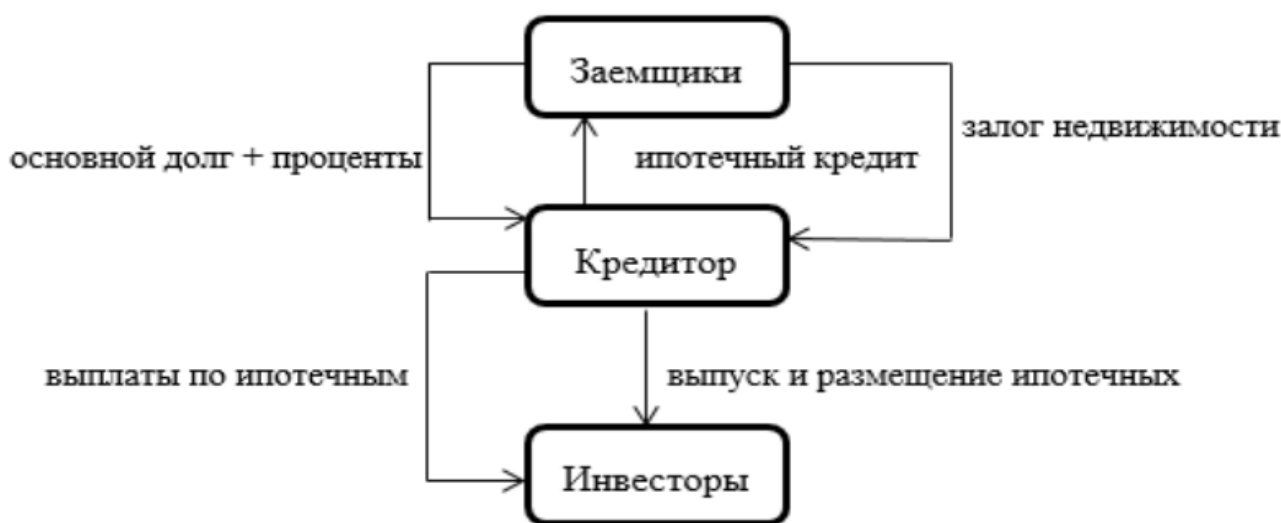 Заемщики
залог недвижимости
основной долг + проценты
ипотечный кредит
Кредитор
выплаты по ипотечным
выпуск и размещение ипотечных
Инвесторы